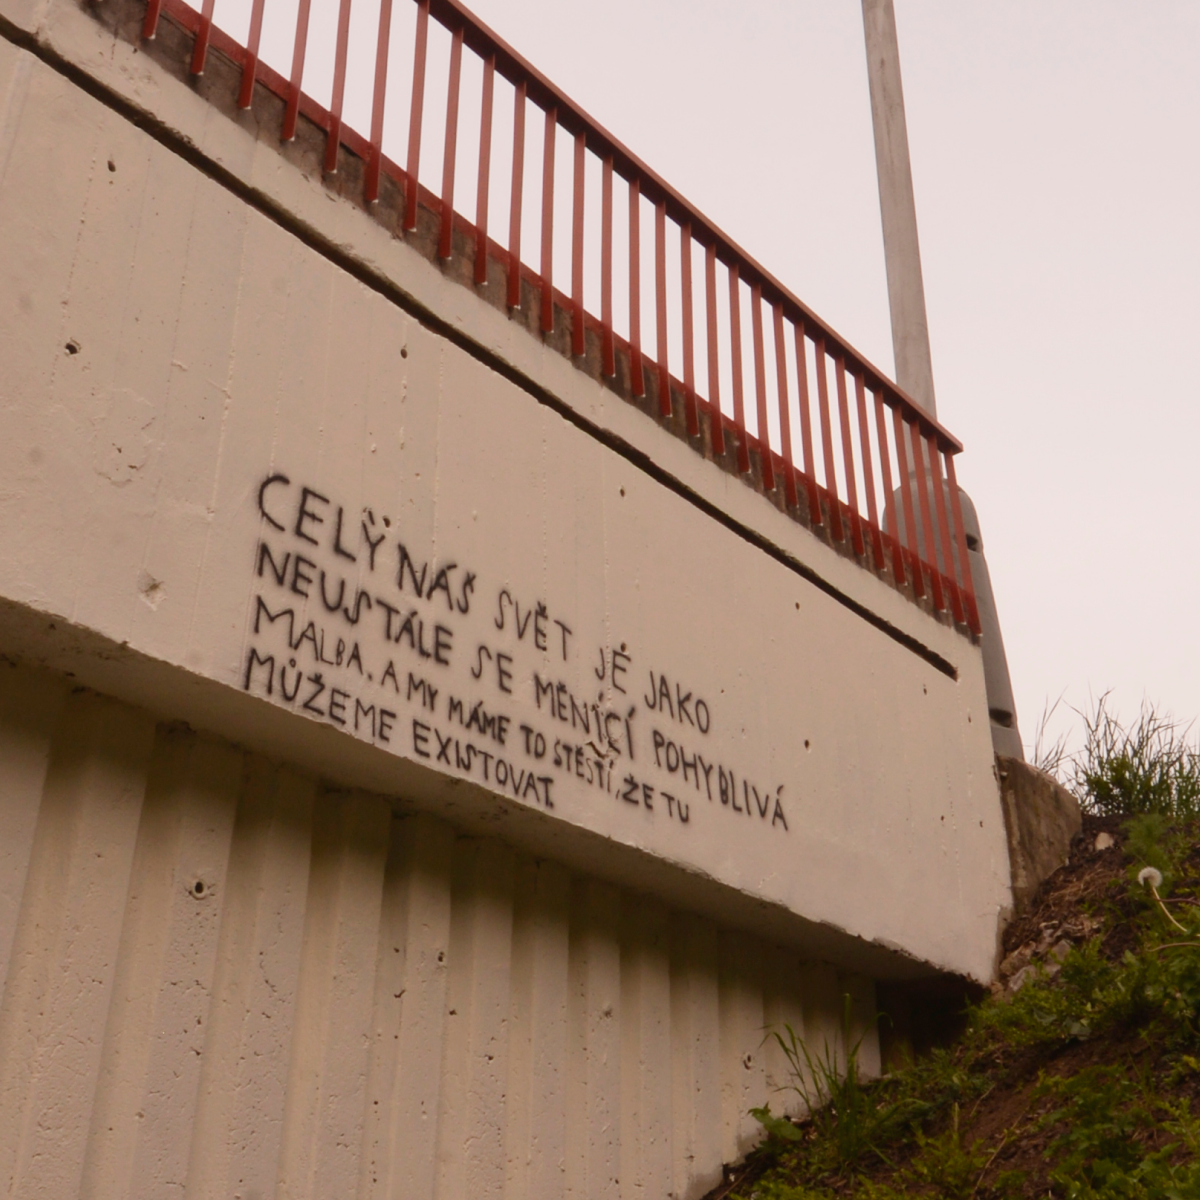 CELÝ NÁŠ SVĚT JE JAKO
NEUSTÁLE SE MĚNÍCÍ POHYBLIVÁ
MALBA. A MY MÁME TO ŠTĚSTÍ, ŽE TU
MŮŽEME EXISTOVAT.